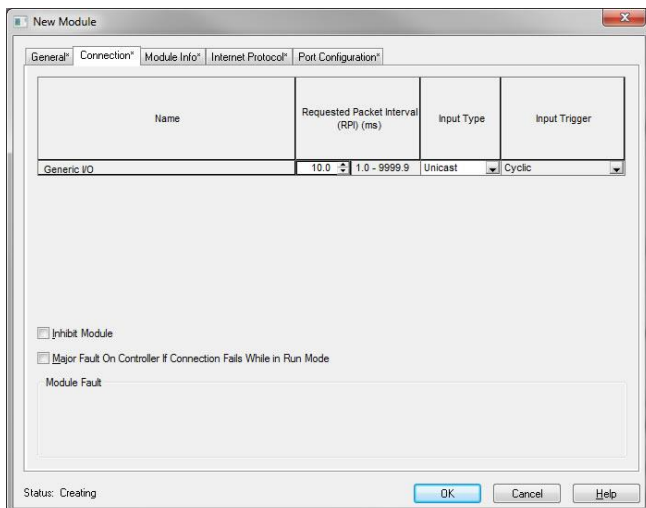 New Module
General* Connection* Module Info* Internet Protocol* Port Configuration*
Name Requested Packet Interval (RPI) (ms) Input Type Input Trigger
Generic I/O 10.0 1.0 - 9999.9 Unicast Cyclic
Inhibit Module
Major Fault On Controller If Connection Fails While in Run Mode
Module Fault
Status: Creating OK Cancel Help